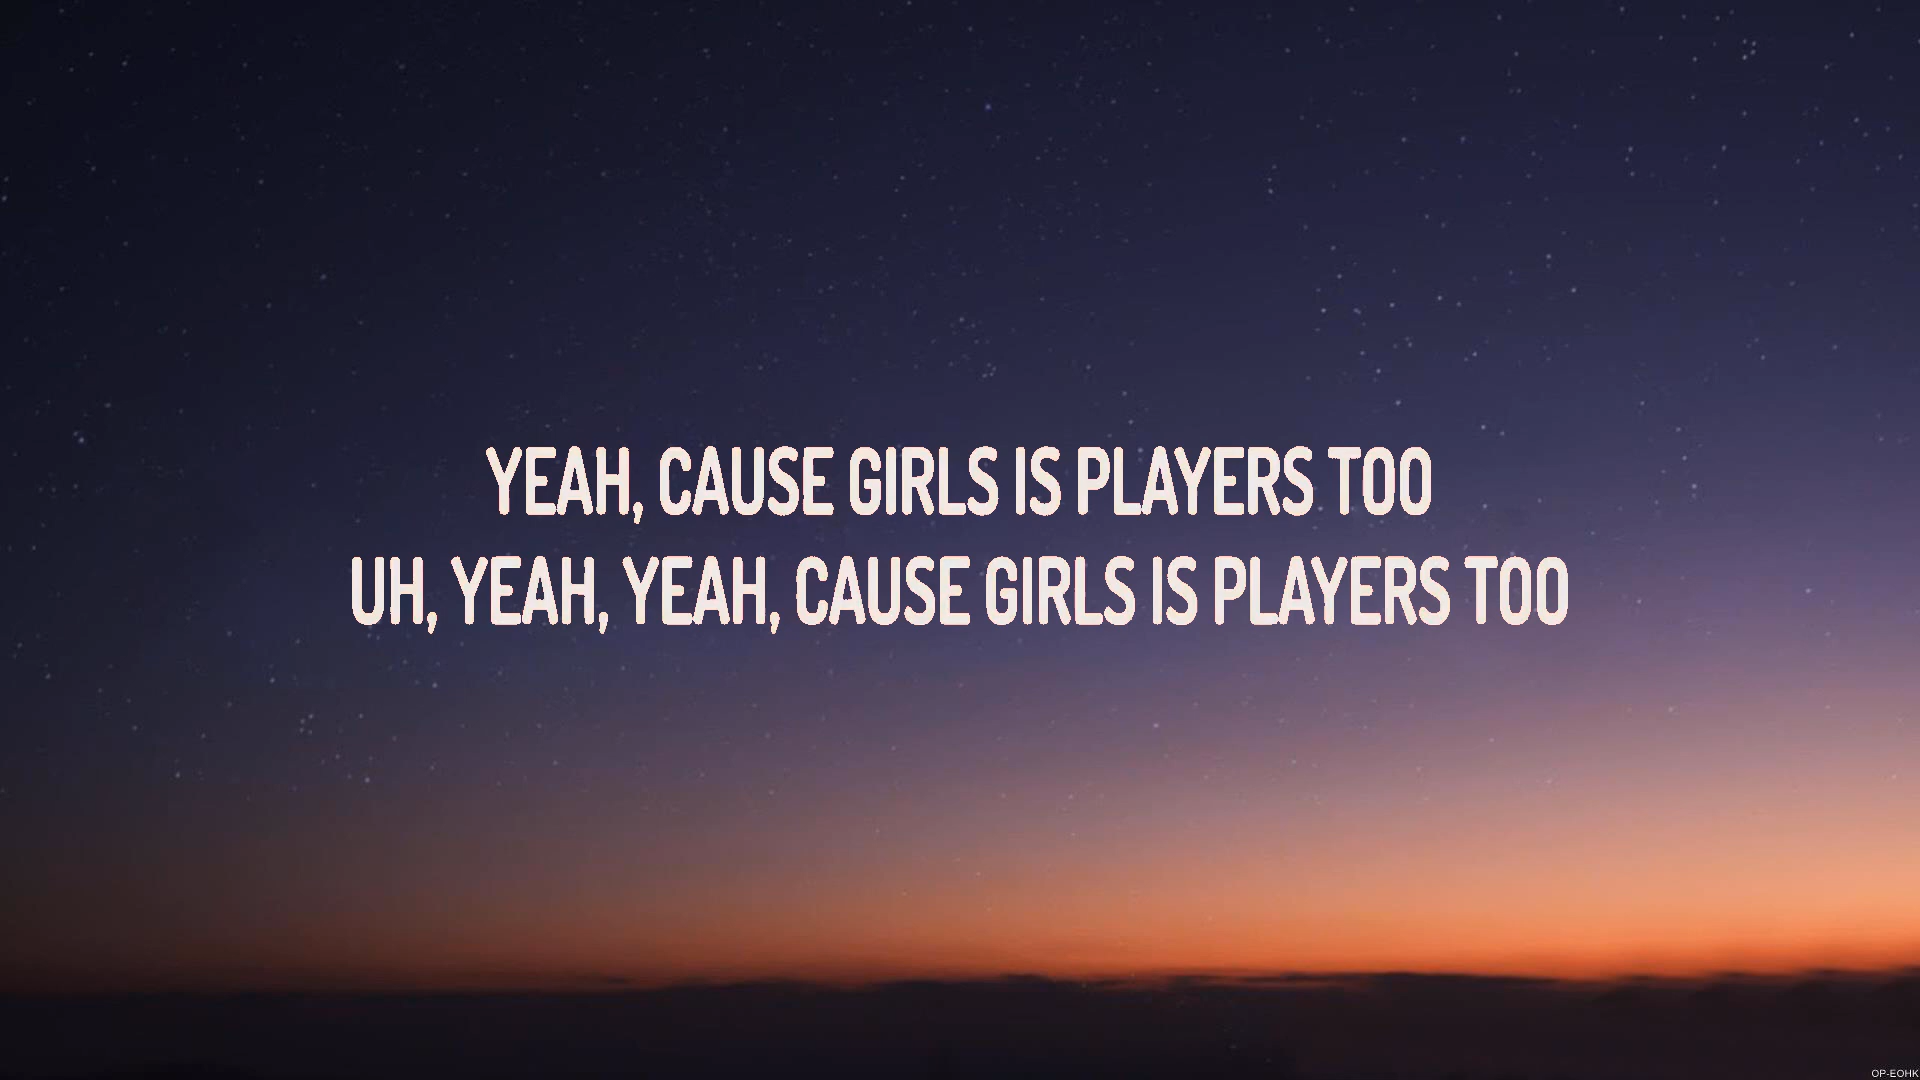 YEAH, CAUSE GIRLS IS PLAYERS TOO
UH, YEAH, YEAH, CAUSE GIRLS IS PLAYERS TOO
OP-EOHK